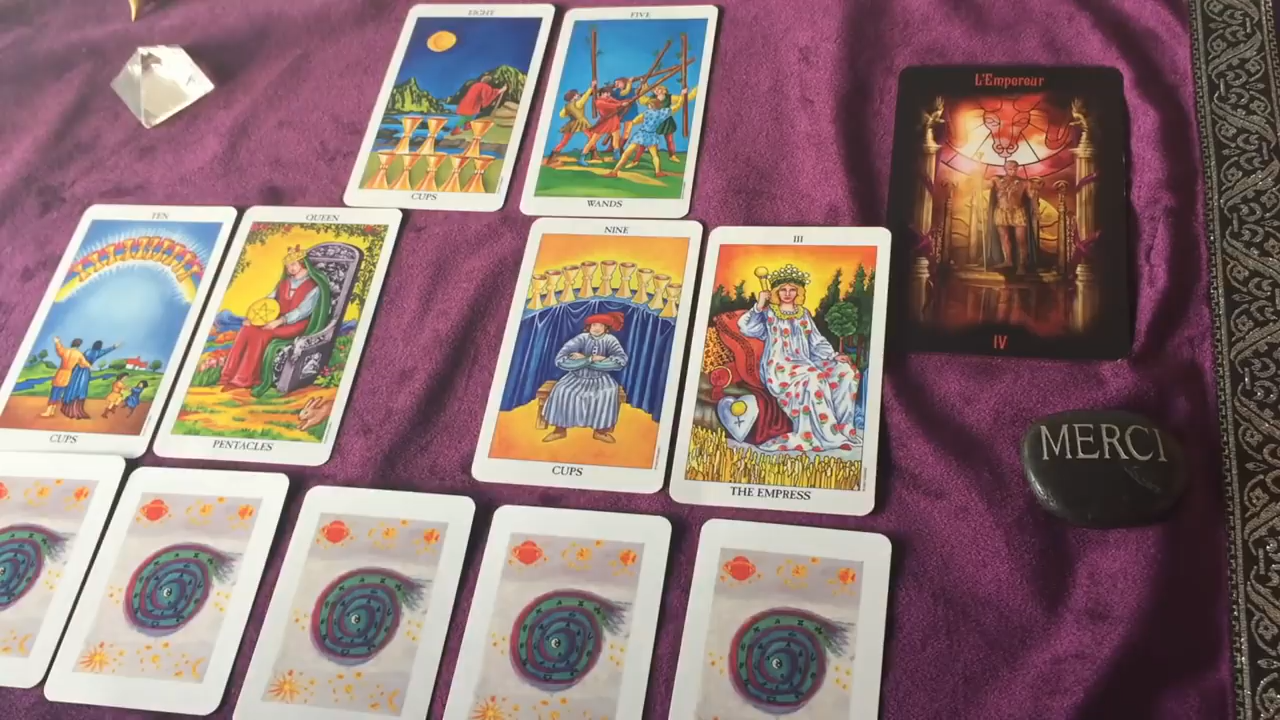 EIGHT
CUPS
FIVE
WANDS
L'Empereur
IV
TEN
CUPS
QUEEN
PENTACLES
NINE
CUPS
III
THE EMPRESS
MERCI